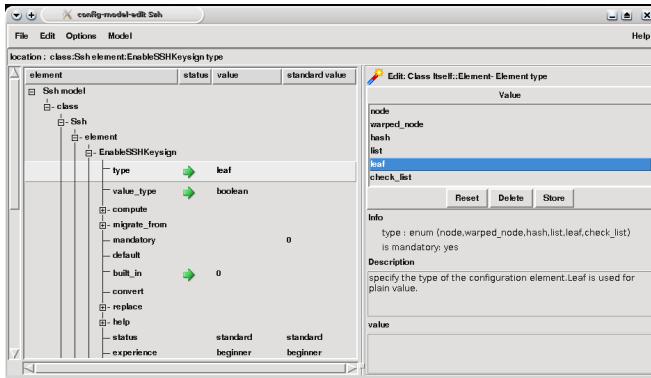 config-model-edit Ssh
File Edit Options Model Help
location : class:Ssh element:EnableSSHKeysign type
element status value standard value
Ssh model
class
Ssh
element
EnableSSHKeysign
type leaf
value_type boolean
compute
migrate_from
mandatory 0
default
built_in 0
convert
replace
help
status standard standard
experience beginner beginner
Edit: Class Itself::Element- Element type
Value
node
warped_node
hash
list
leaf
check_list
Reset Delete Store
Info
type : enum (node,warped_node,hash,list,leaf,check_list)
is mandatory: yes
Description
specify the type of the configuration element.Leaf is used for
plain value.
value